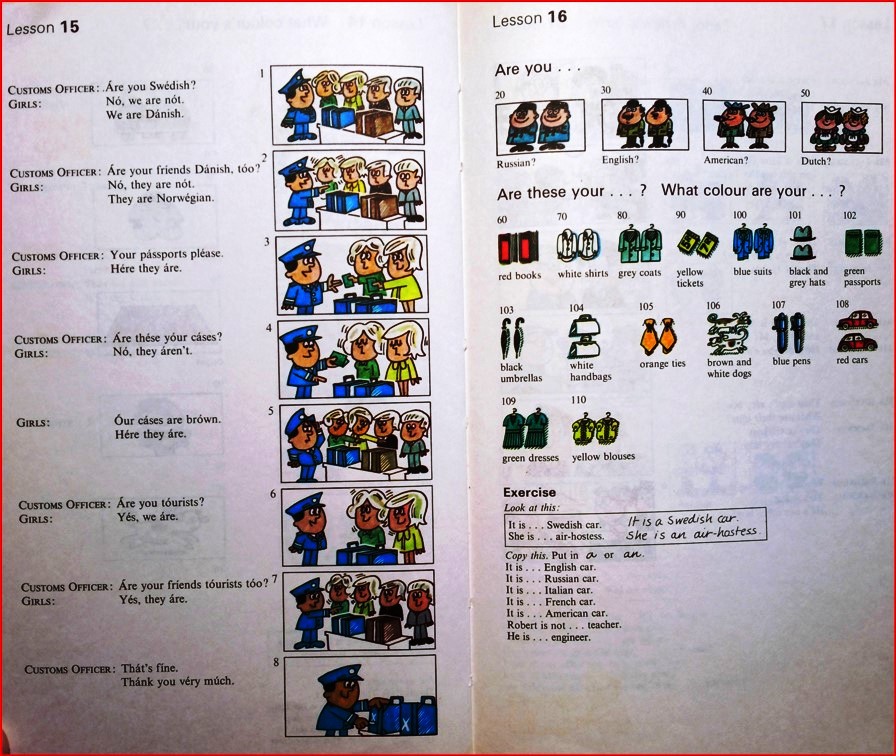 Lesson 15
CUSTOMS OFFICER: Áre you Swédish?
GIRLS: Nó, we are nót.
We are Dánish.
1
CUSTOMS OFFICER: Áre your friends Dánish, tóo?
GIRLS: Nó, they are nót.
They are Norwégian.
2
CUSTOMS OFFICER: Your pássports pléase.
GIRLS: Hére they áre.
3
CUSTOMS OFFICER: Áre thése yóur cáses?
GIRLS: Nó, they áren't.
4
GIRLS: Óur cáses are brówn.
Hére they áre.
5
CUSTOMS OFFICER: Áre you tóurists?
GIRLS: Yés, we áre.
6
CUSTOMS OFFICER: Áre your friends tóurists tóo?
GIRLS: Yés, they áre.
7
CUSTOMS OFFICER: Thát's fíne.
Thánk you véry múch.
8
Lesson 16
Are you . . .
20 30 40 50
Russian? English? American? Dutch?
Are these your . . . ? What colour are your . . . ?
60 70 80 90 100 101 102
red books white shirts grey coats yellow tickets blue suits black and grey hats green passports
103 104 105 106 107 108
black umbrellas white handbags orange ties brown and white dogs blue pens red cars
109 110
green dresses yellow blouses
Exercise
Look at this:
It is . . . Swedish car. It is a Swedish car.
She is . . . air-hostess. She is an air-hostess.
Copy this. Put in a or an.
It is . . . English car.
It is . . . Russian car.
It is . . . Italian car.
It is . . . French car.
It is . . . American car.
Robert is not . . . teacher.
He is . . . engineer.